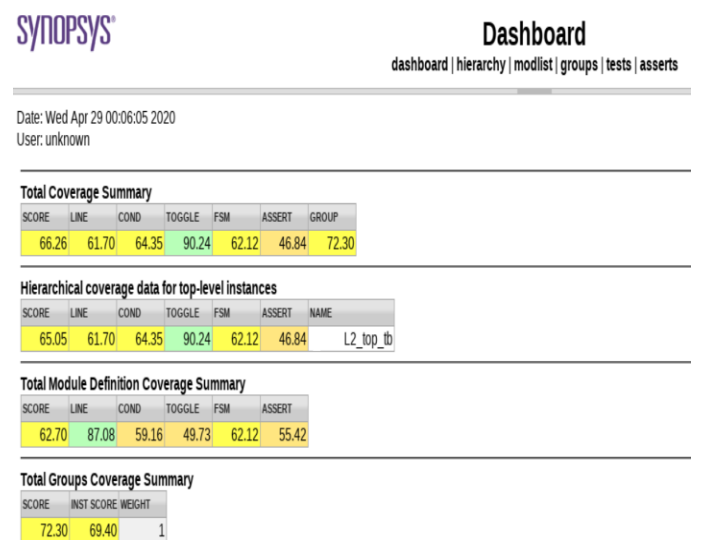 SYNOPSYS®
Dashboard
dashboard | hierarchy | modlist | groups | tests | asserts
Date: Wed Apr 29 00:06:05 2020
User: unknown
Total Coverage Summary
SCORE LINE COND TOGGLE FSM ASSERT GROUP
66.26 61.70 64.35 90.24 62.12 46.84 72.30
Hierarchical coverage data for top-level instances
SCORE LINE COND TOGGLE FSM ASSERT NAME
65.05 61.70 64.35 90.24 62.12 46.84 L2_top_tb
Total Module Definition Coverage Summary
SCORE LINE COND TOGGLE FSM ASSERT
62.70 87.08 59.16 49.73 62.12 55.42
Total Groups Coverage Summary
SCORE INST SCORE WEIGHT
72.30 69.40 1